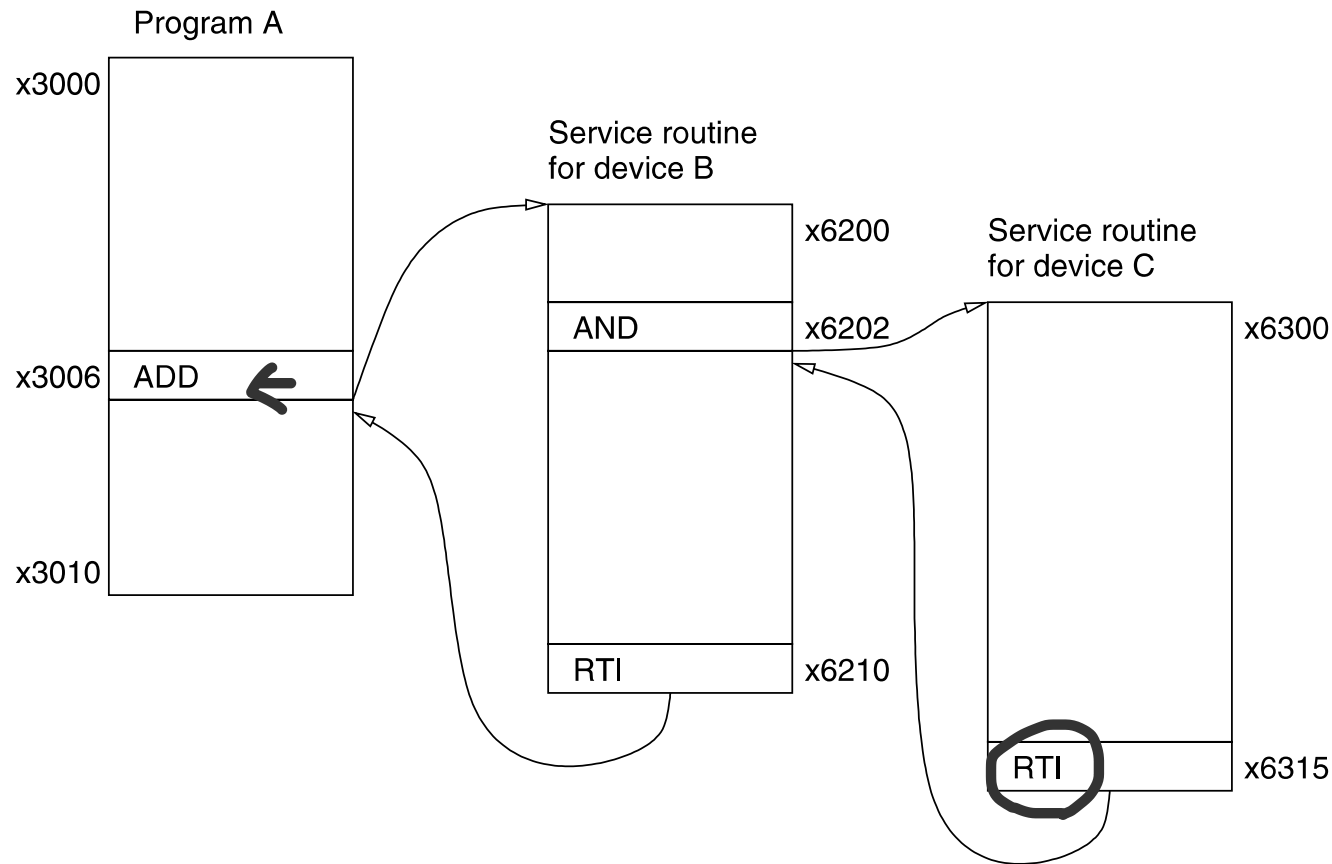 Program A
x3000
x3006
ADD
x3010
Service routine
for device B
x6200
AND
x6202
RTI
x6210
Service routine
for device C
x6300
RTI
x6315